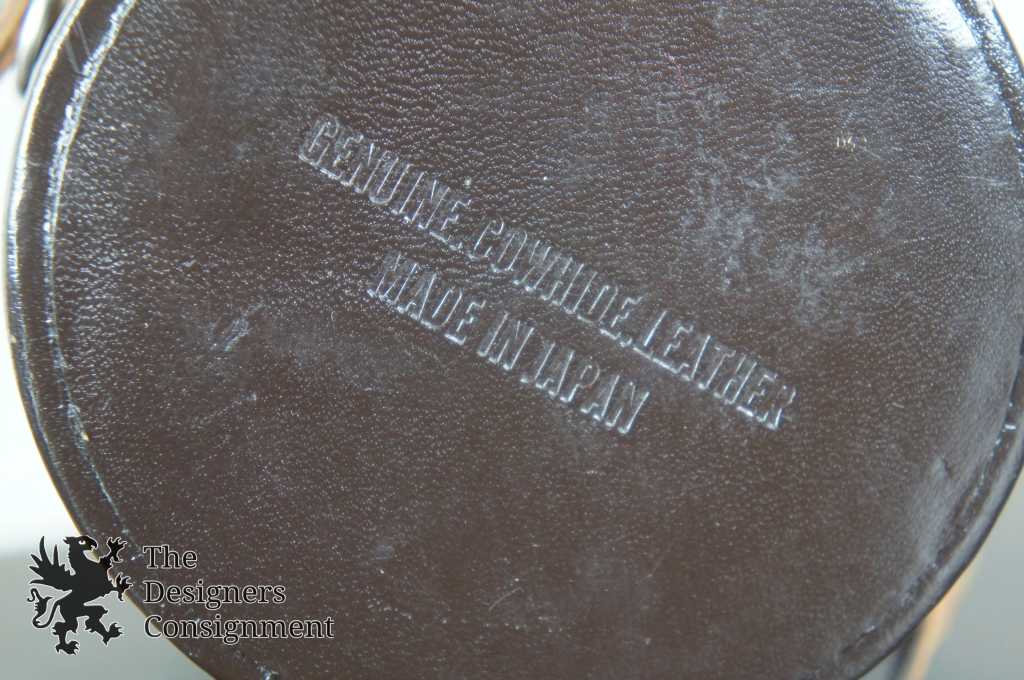 GENUINE.COWHIDE.LEATHER
MADE IN JAPAN
The
Designers
Consignment